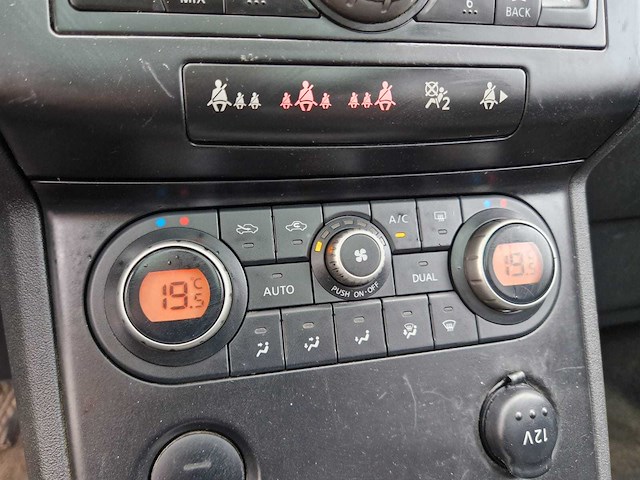 MIX
6
BACK
2
A/C
19.5°C
19.5°C
AUTO
DUAL
PUSH ON·OFF
12V